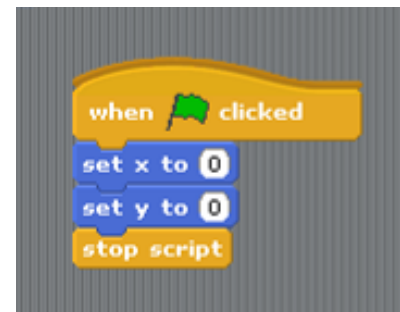 when clicked
set x to 0
set y to 0
stop script